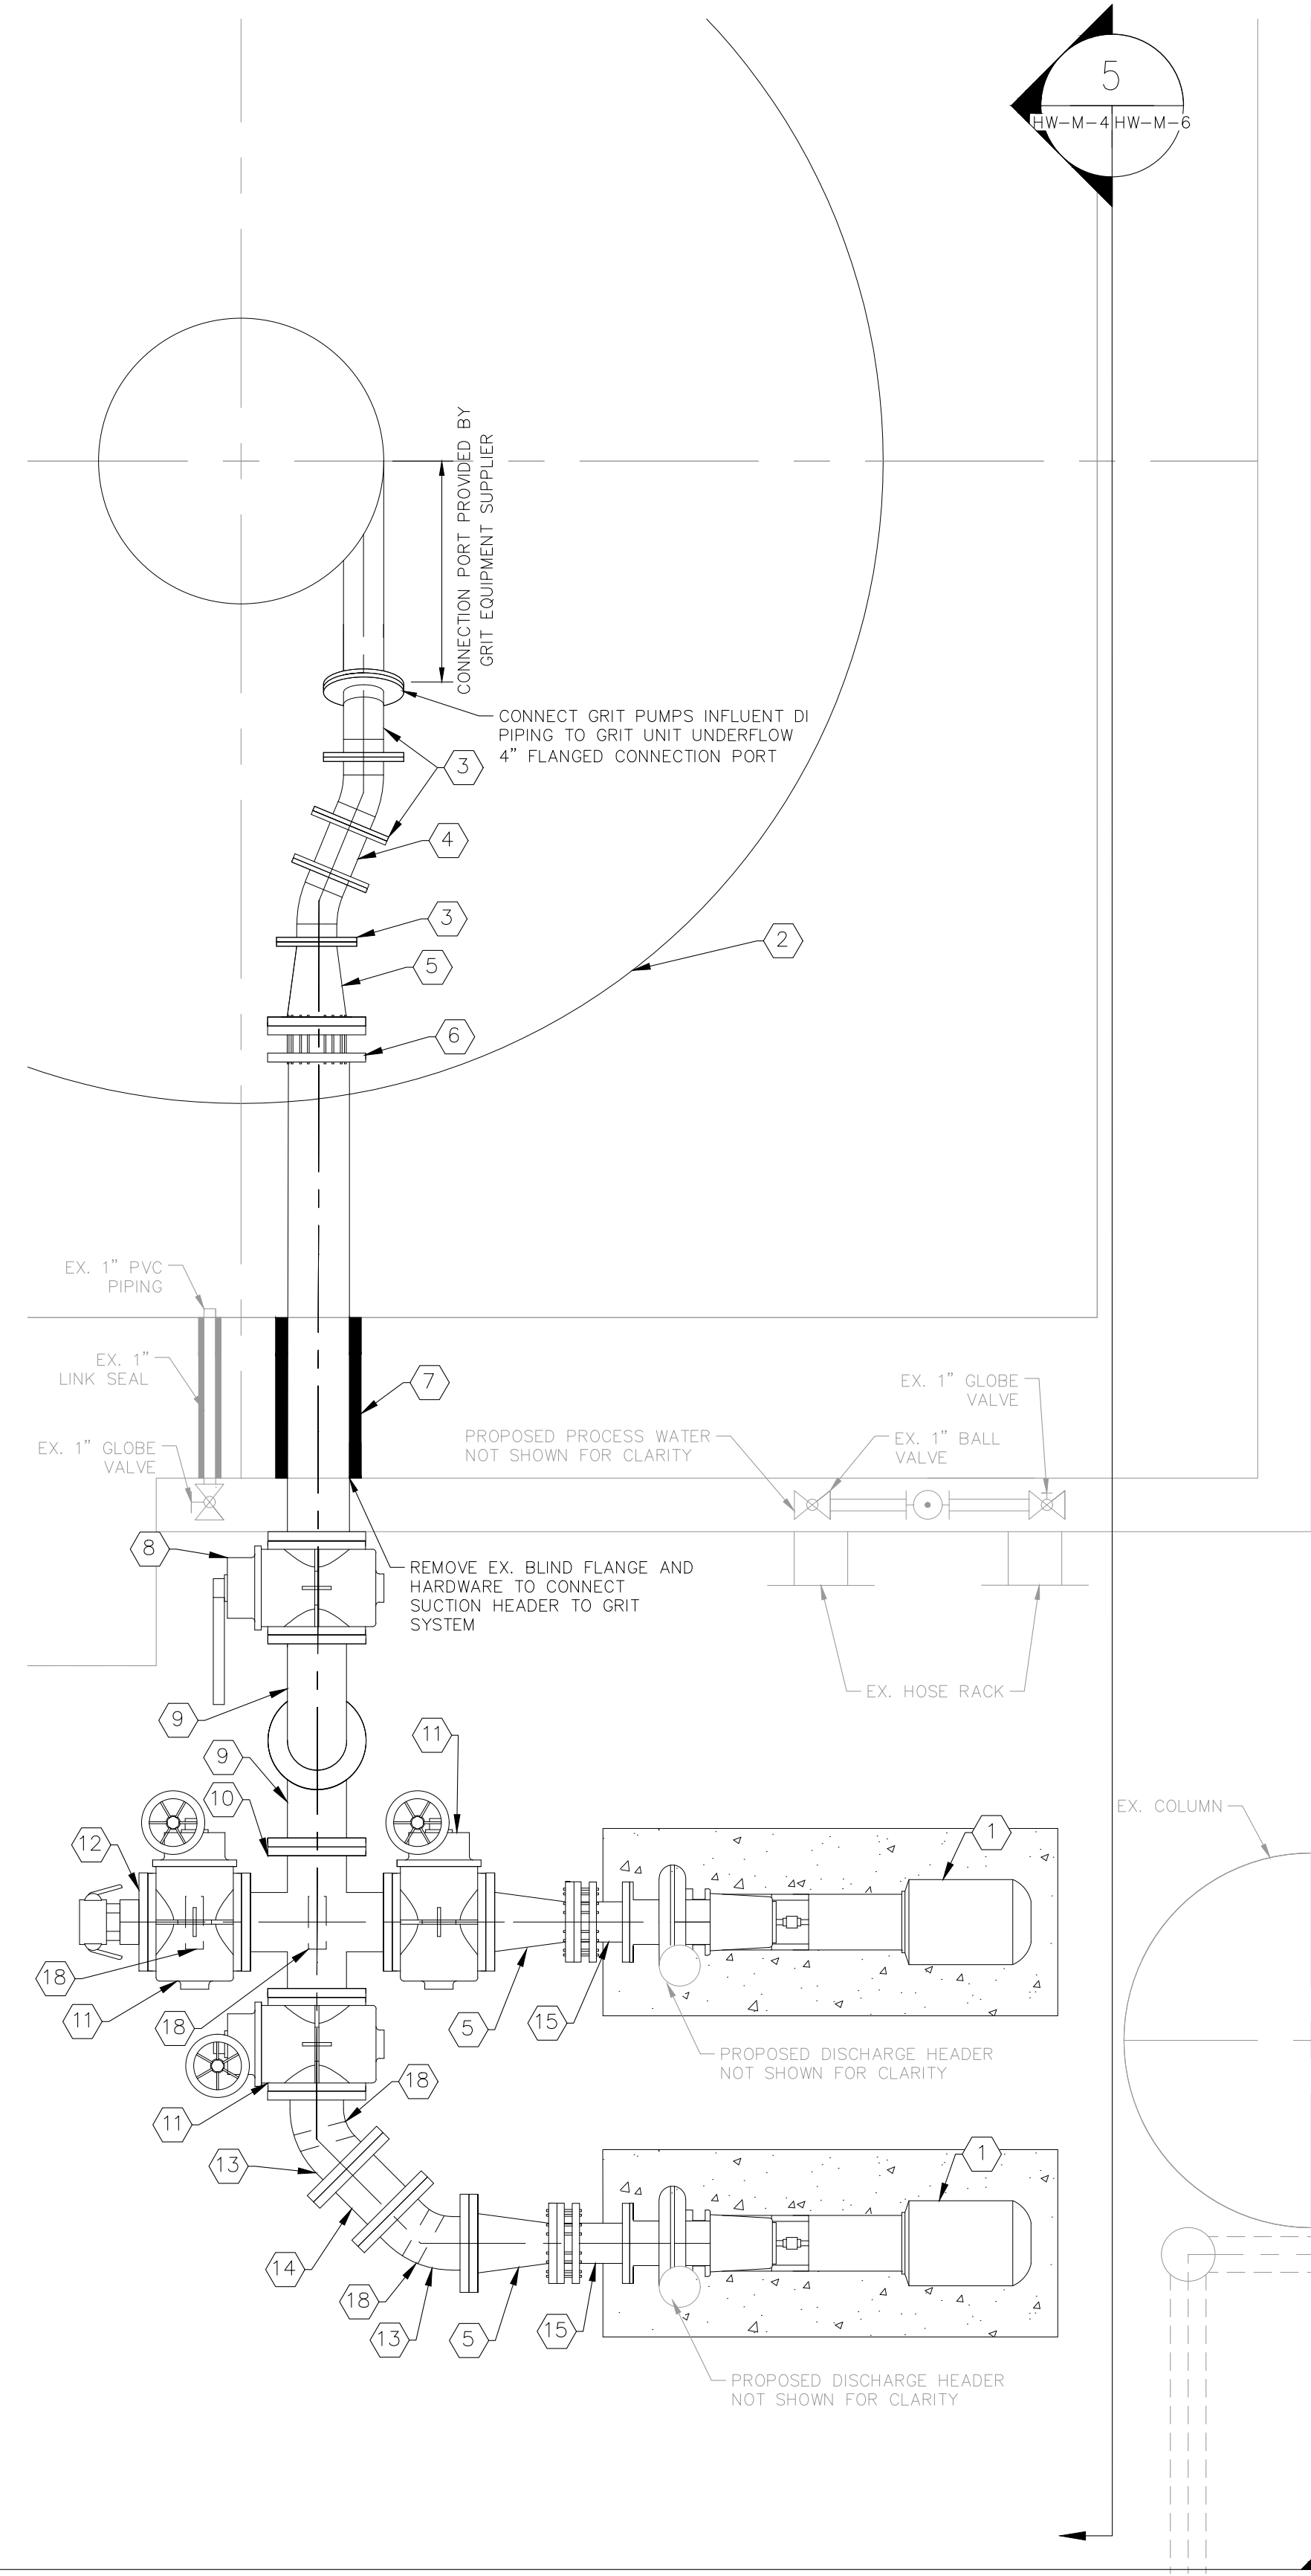 5
HW-M-4 HW-M-6
CONNECTION PORT PROVIDED BY
GRIT EQUIPMENT SUPPLIER
CONNECT GRIT PUMPS INFLUENT DI
PIPING TO GRIT UNIT UNDERFLOW
4" FLANGED CONNECTION PORT
3
4
3
2
5
6
EX. 1" PVC
PIPING
EX. 1"
LINK SEAL
7
EX. 1" GLOBE
VALVE
EX. 1" GLOBE
VALVE
PROPOSED PROCESS WATER
NOT SHOWN FOR CLARITY
EX. 1" BALL
VALVE
8
REMOVE EX. BLIND FLANGE AND
HARDWARE TO CONNECT
SUCTION HEADER TO GRIT
SYSTEM
EX. HOSE RACK
9
11
9
10
EX. COLUMN
12
1
18
11
18
5
15
PROPOSED DISCHARGE HEADER
NOT SHOWN FOR CLARITY
18
11
13
1
14
18
13
5
15
PROPOSED DISCHARGE HEADER
NOT SHOWN FOR CLARITY